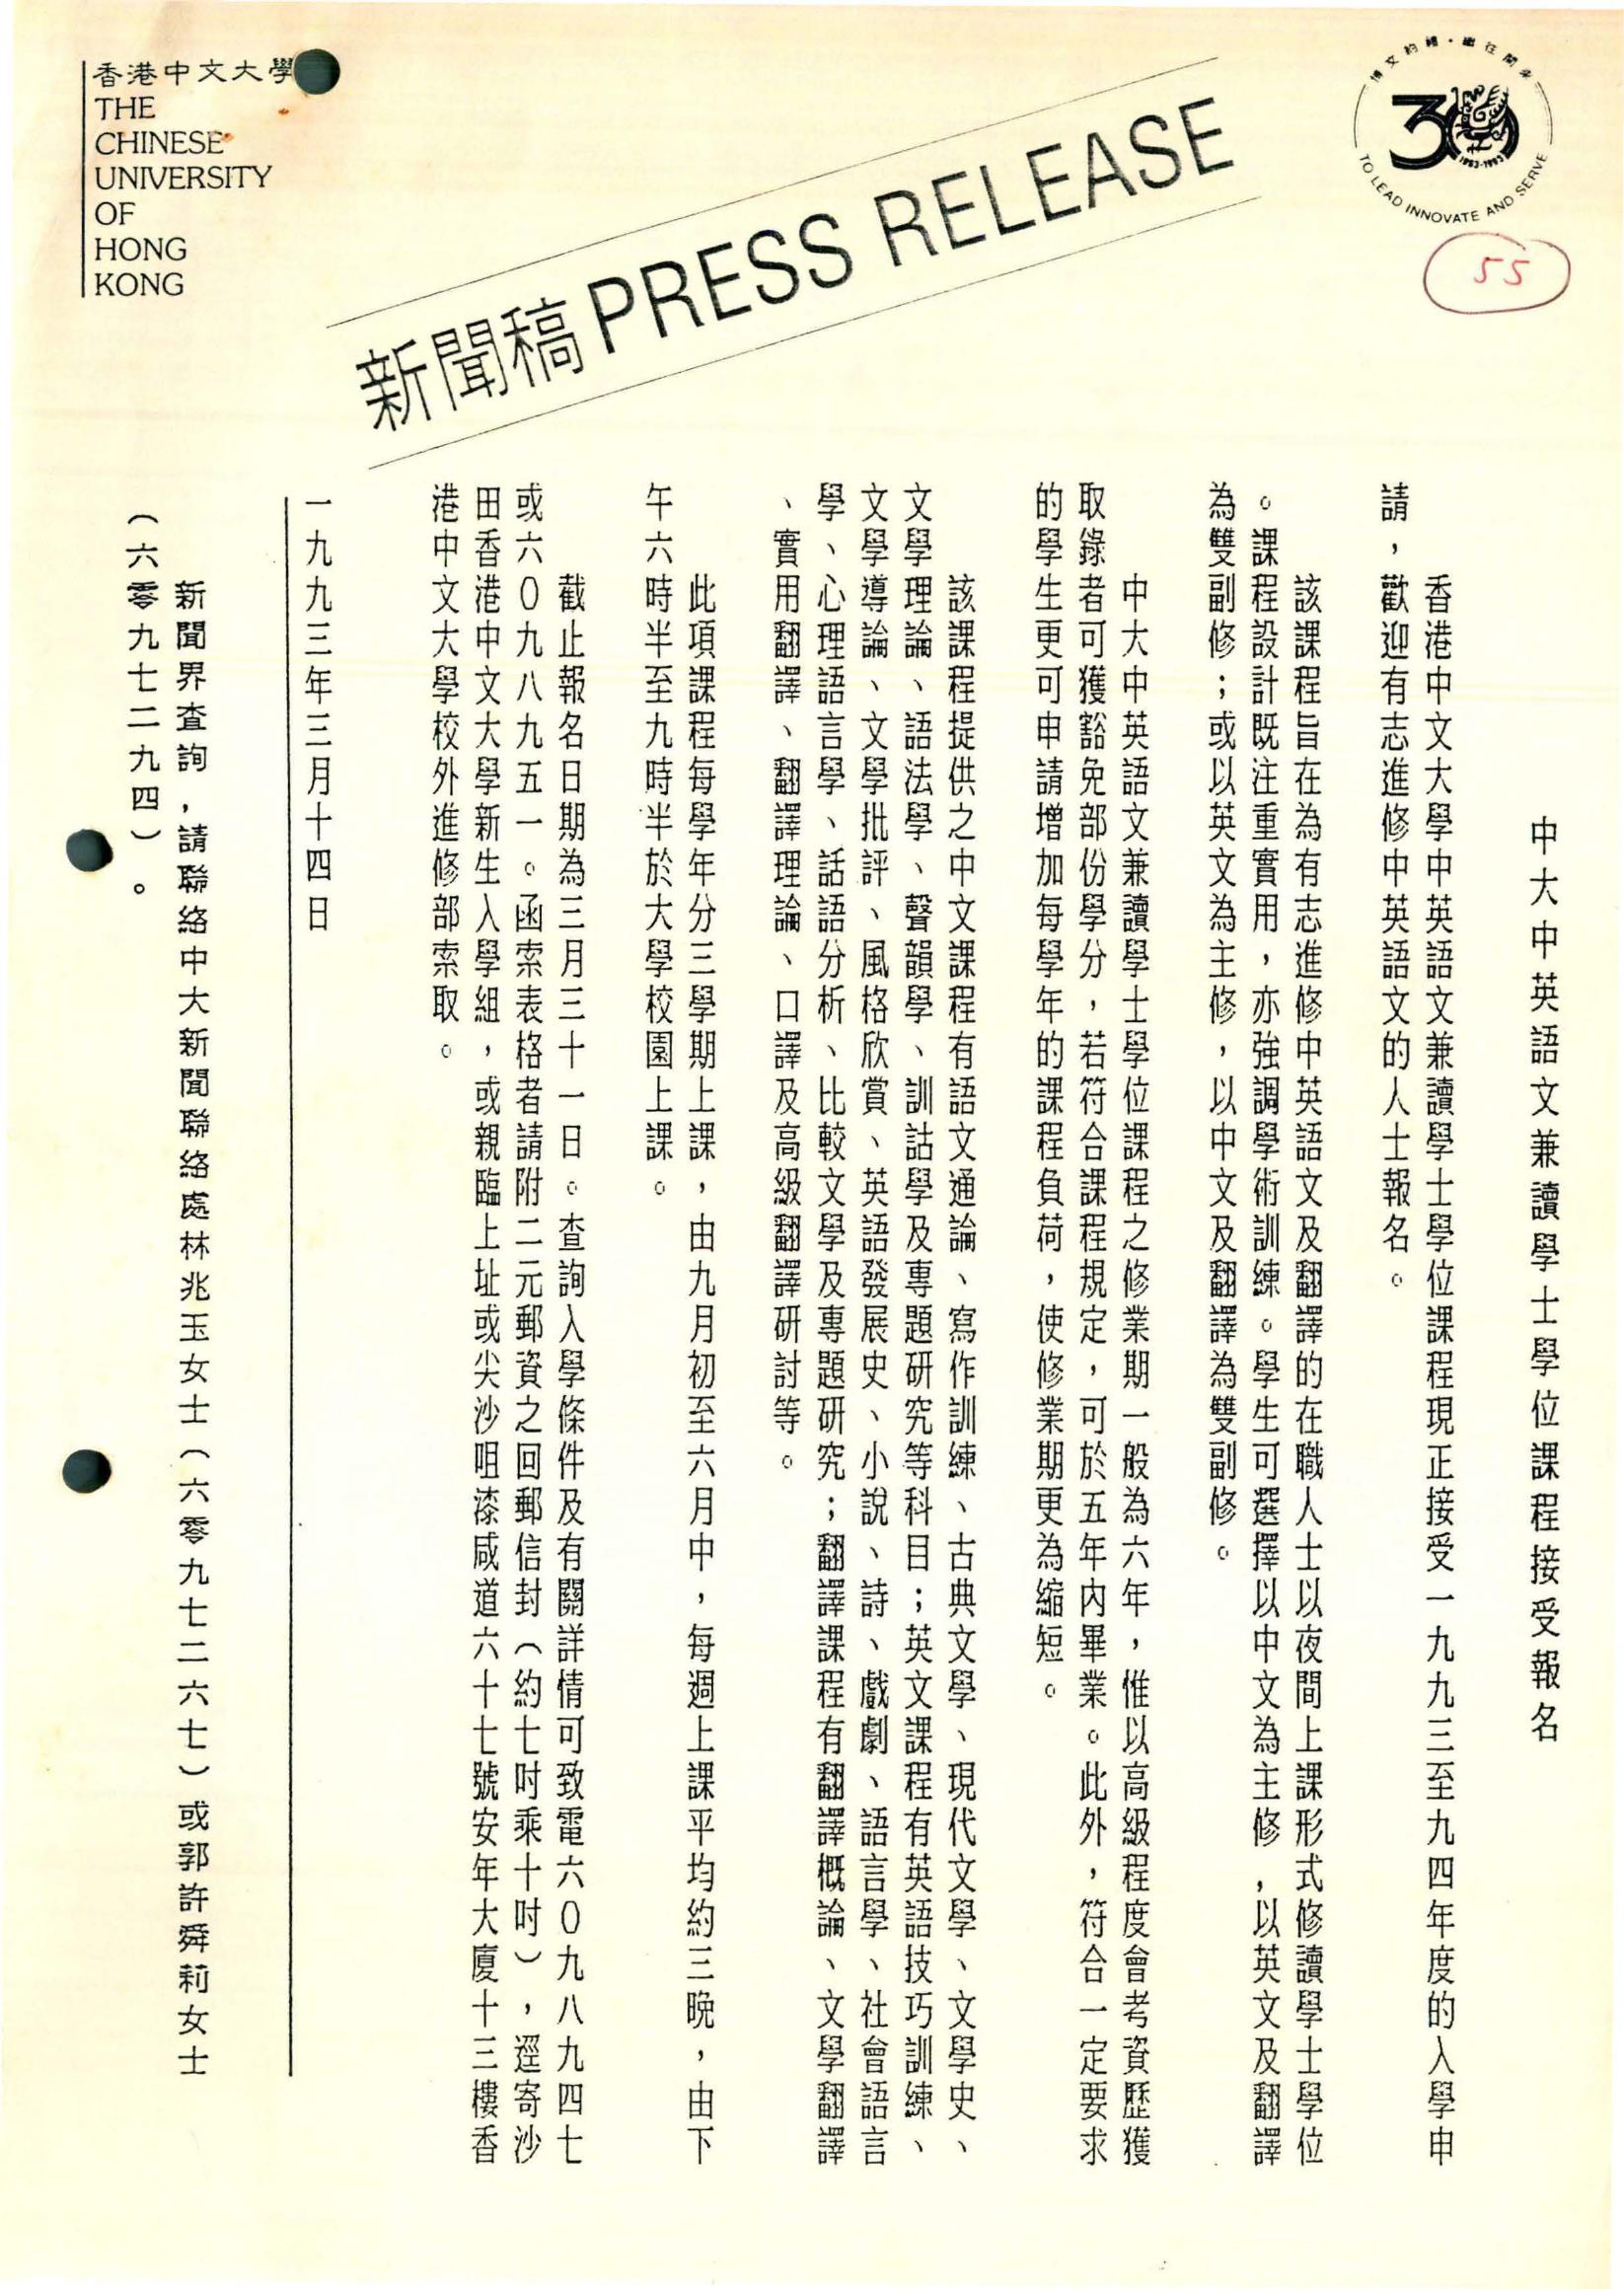 香港中文大學
THE
CHINESE
UNIVERSITY
OF
HONG
KONG
新聞稿 PRESS RELEASE
博文約禮・繼往開來
30
1963-1993
TO LEAD INNOVATE AND SERVE
55
中大中英語文兼讀學士學位課程接受報名
香港中文大學中英語文兼讀學士學位課程現正接受一九九三至九四年度的入學申
請，歡迎有志進修中英語文的人士報名。
該課程旨在為有志進修中英語文及翻譯的在職人士以夜間上課形式修讀學士學位
。課程設計既注重實用，亦強調學術訓練。學生可選擇以中文為主修，以英文及翻譯
為雙副修；或以英文為主修，以中文及翻譯為雙副修。
中大中英語文兼讀學士學位課程之修業期一般為六年，惟以高級程度會考資歷獲
取錄者可獲豁免部份學分，若符合課程規定，可於五年內畢業。此外，符合一定要求
的學生更可申請增加每學年的課程負荷，使修業期更為縮短。
該課程提供之中文課程有語文通論、寫作訓練、古典文學、現代文學、文學史、
文學理論、語法學、聲韻學、訓詁學及專題研究等科目；英文課程有英語技巧訓練、
文學導論、文學批評、風格欣賞、英語發展史、小說、詩、戲劇、語言學、社會語言
學、心理語言學、話語分析、比較文學及專題研究；翻譯課程有翻譯概論、文學翻譯
、實用翻譯、翻譯理論、口譯及高級翻譯研討等。
此項課程每學年分三學期上課，由九月初至六月中，每週上課平均約三晚，由下
午六時半至九時半於大學校園上課。
截止報名日期為三月三十一日。查詢入學條件及有關詳情可致電六０九八九四七
或六０九八九五一。函索表格者請附二元郵資之回郵信封（約七吋乘十吋），逕寄沙
田香港中文大學新生入學組，或親臨上址或尖沙咀漆咸道六十七號安年大廈十三樓香
港中文大學校外進修部索取。
一九九三年三月十四日
新聞界查詢，請聯絡中大新聞聯絡處林兆玉女士（六零九七二六七）或郭許舜莉女士
（六零九七二九四）。